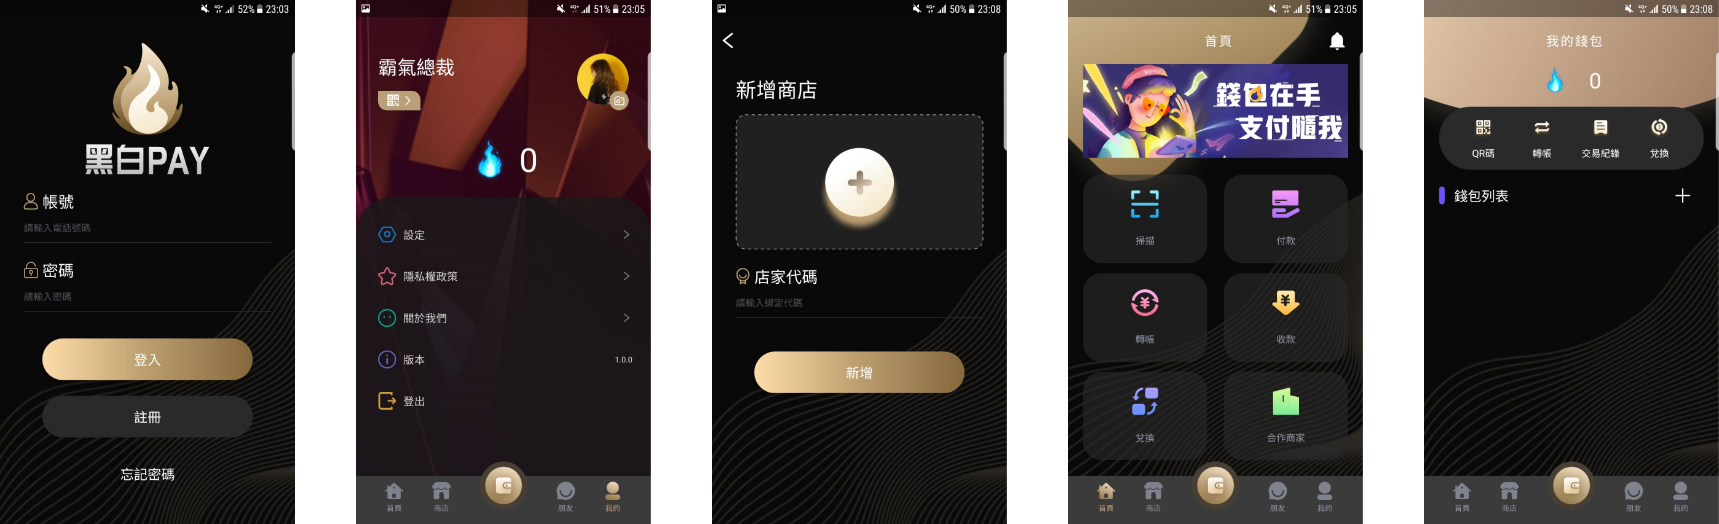 4G+ 52% 23:03
黑白PAY
帳號
請輸入電話號碼
密碼
請輸入密碼
登入
註冊
忘記密碼
4G+ 51% 23:05
霸氣總裁
0
設定
隱私權政策
關於我們
版本 1.0.0
登出
首頁 商店 朋友 我的
4G+ 50% 23:08
新增商店
店家代碼
請輸入綁定代碼
新增
4G+ 51% 23:05
首頁
錢包在手
支付隨我
掃描 付款
轉帳 收款
兌換 合作商家
首頁 商店 朋友 我的
4G+ 50% 23:08
我的錢包
0
QR碼 轉帳 交易紀錄 兌換
錢包列表
首頁 商店 朋友 我的